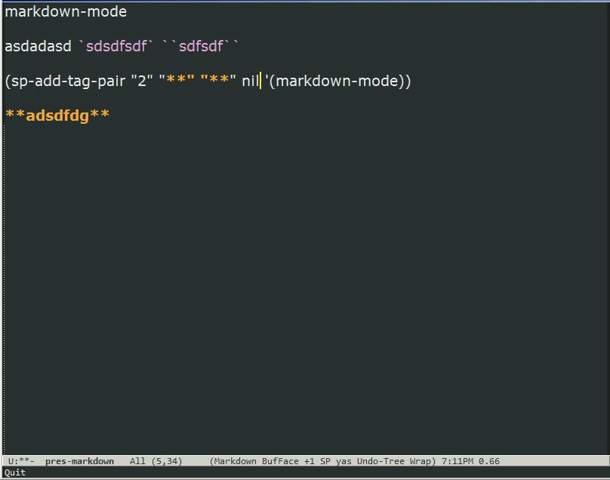 markdown-mode
asdadasd `sdsdfsdf` ``sdfsdf``
(sp-add-tag-pair "2" "**" "**" nil '(markdown-mode))
**adsdfdg**
U:**-  pres-markdown   All (5,34)     (Markdown BufFace +1 SP yas Undo-Tree Wrap) 7:11PM 0.66
Quit